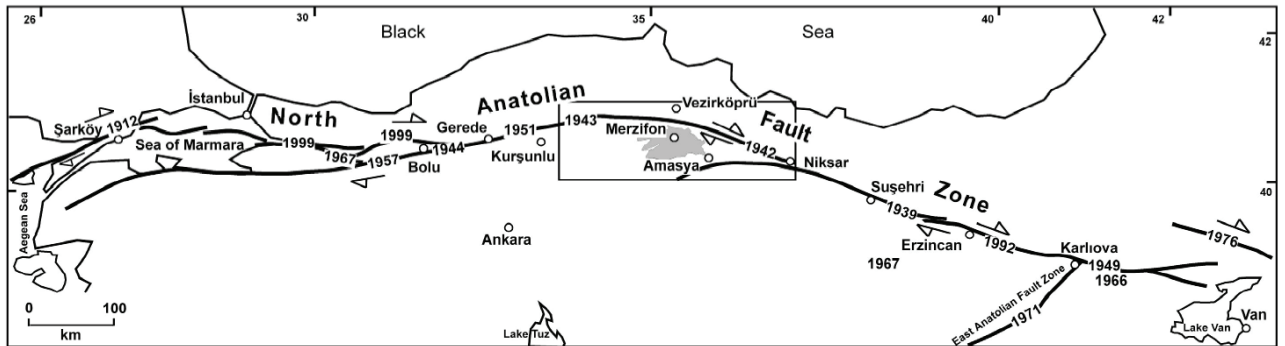 26
30
35
40
42
42
40
Black Sea
North Anatolian Fault Zone
İstanbul
Şarköy
1912
Sea of Marmara
1999
1967
1957
1999
Bolu
1944
Gerede
1951
Kurşunlu
1943
Vezirköprü
Merzifon
Amasya
1942
Niksar
Suşehri
1939
Erzincan
1992
1967
Karlıova
1949
1966
1976
East Anatolian Fault Zone
1971
Lake Van
Van
Ankara
Lake Tuz
Aegean Sea
0 100
km